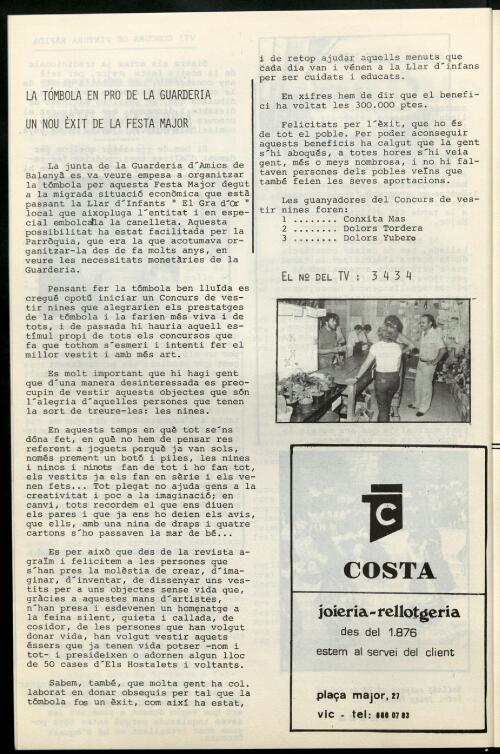 LA TÓMBOLA EN PRO DE LA GUARDERIA
UN NOU ÈXIT DE LA FESTA MAJOR
La junta de la Guarderia d´Amics de
Balenyà es va veure empesa a organitzar
la tómbola per aquesta Festa Major degut
a la migrada situació econòmica que està
passant la Llar d´Infants " El Gra d´Or "
local que aixopluga l´entitat i en espe-
cial embolcalla la canelleta. Aquesta
possibilitat ha estat facilitada per la
Parròquia, que era la que acotumava or-
ganitzar-la des de fa molts anys, en
veure les necessitats monetàries de la
Guarderia.
Pensant fer la tómbola ben lluïda es
cregué opotú iniciar un Concurs de ves-
tir nines que alegrarien els prestatges
de la tómbola i la farien més viva i de
tots, i de passada hi hauria aquell es-
tímul propi de tots els concursos que
fa que tothom s´esmeri i intenti fer el
millor vestit i amb més art.
Es molt important que hi hagi gent
que d´una manera desinteressada es preo-
cupin de vestir aquests objectes que són
l´alegria d´aquelles persones que tenen
la sort de treure-les: les nines.
En aquests temps en què tot se´ns
dóna fet, en què no hem de pensar res
referent a joguets perquè ja van sols,
només prement un botó i piles, les nines
i ninos i ninots fan de tot i ho fan tot,
els vestits ja els fan en sèrie i els ve-
nen fets... Tot plegat no ajuda gens a la
creativitat i poc a la imaginació; en
canvi, tots recordem el que ens diuen
els pares i que ja ens ho deien els avis,
que ells, amb una nina de draps i quatre
cartons s´ho passaven la mar de bé...
Es per això que des de la revista a-
graïm i felicitem a les persones que
s´han pres la molèstia de crear, d´ima-
ginar, d´inventar, de dissenyar uns ves-
tits per a uns objectes sense vida que,
gràcies a aquestes mans d´artistes,
n´han presa i esdevenen un homenatge a
la feina silent, quieta i callada, de
cosidor, de les persones que han volgut
donar vida, han volgut vestir aquets
éssers que ja tenen vida potser -nom i
tot- i presideixen o adornen algun lloc
de 50 cases d´Els Hostalets i voltants.
Sabem, també, que molta gent ha col.
laborat en donar obsequis per tal que la
tómbola fos un èxit, com així ha estat,
i de retop ajudar aquells menuts que
cada dia van i vénen a la Llar d´infans
per ser cuidats i educats.
En xifres hem de dir que el benefi-
ci ha voltat les 300.000 ptes.
Felicitats per l´èxit, que ho és
de tot el poble. Per poder aconseguir
aquests beneficis ha calgut que la gent
s´hi aboqués, a totes hores s´hi veia
gent, més o meys nombrosa, i no hi fal-
taven persones dels pobles veïns que
també feien les seves aportacions.
Les guanyadores del Concurs de ves-
tir nines foren:
1 ........ Conxita Mas
2 ........ Dolors Tordera
3 ........ Dolors Yubero
EL Nº DEL TV : 3434
C
COSTA
joieria-rellotgeria
des del 1.876
estem al servei del client
plaça major, 27
vic - tel: 886 07 83